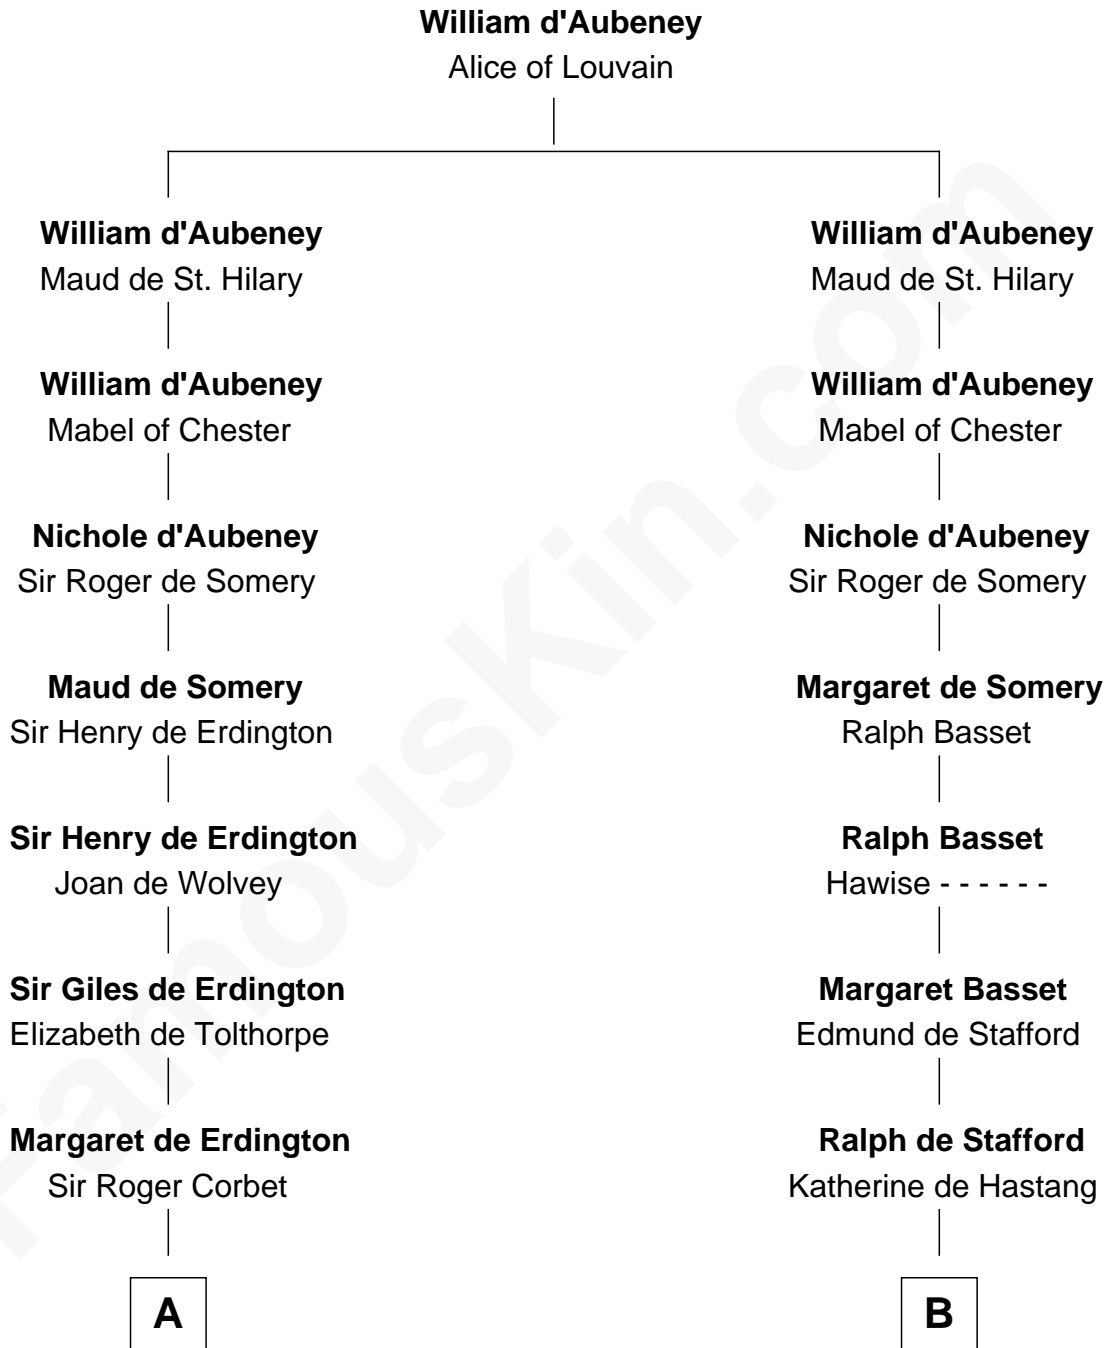 William d'Aubeney
Alice of Louvain
William d'Aubeney
Maud de St. Hilary
William d'Aubeney
Mabel of Chester
Nichole d'Aubeney
Sir Roger de Somery
Maud de Somery
Sir Henry de Erdington
Sir Henry de Erdington
Joan de Wolvey
Sir Giles de Erdington
Elizabeth de Tolthorpe
Margaret de Erdington
Sir Roger Corbet
A
William d'Aubeney
Maud de St. Hilary
William d'Aubeney
Mabel of Chester
Nichole d'Aubeney
Sir Roger de Somery
Margaret de Somery
Ralph Basset
Ralph Basset
Hawise - - - - - -
Margaret Basset
Edmund de Stafford
Ralph de Stafford
Katherine de Hastang
B
FamousKin.com